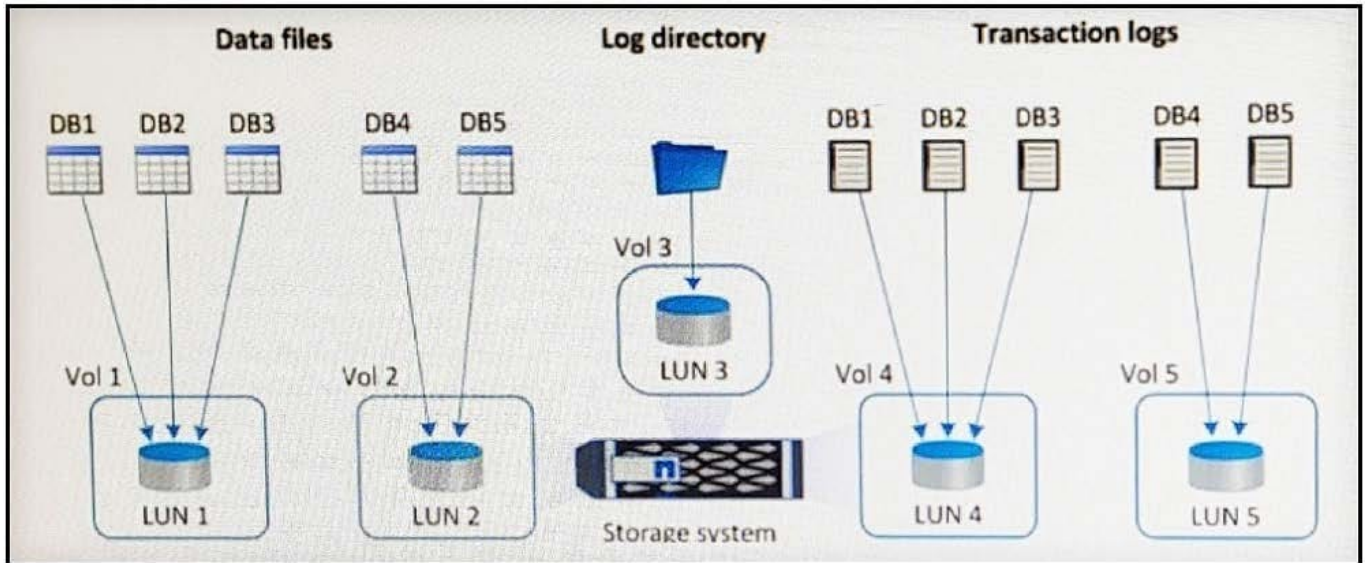 Data files
Log directory
Transaction logs
DB1 DB2 DB3 DB4 DB5
DB1 DB2 DB3 DB4 DB5
Vol 3
LUN 3
Vol 1
Vol 2
Vol 4
Vol 5
LUN 1
LUN 2
Storage system
LUN 4
LUN 5